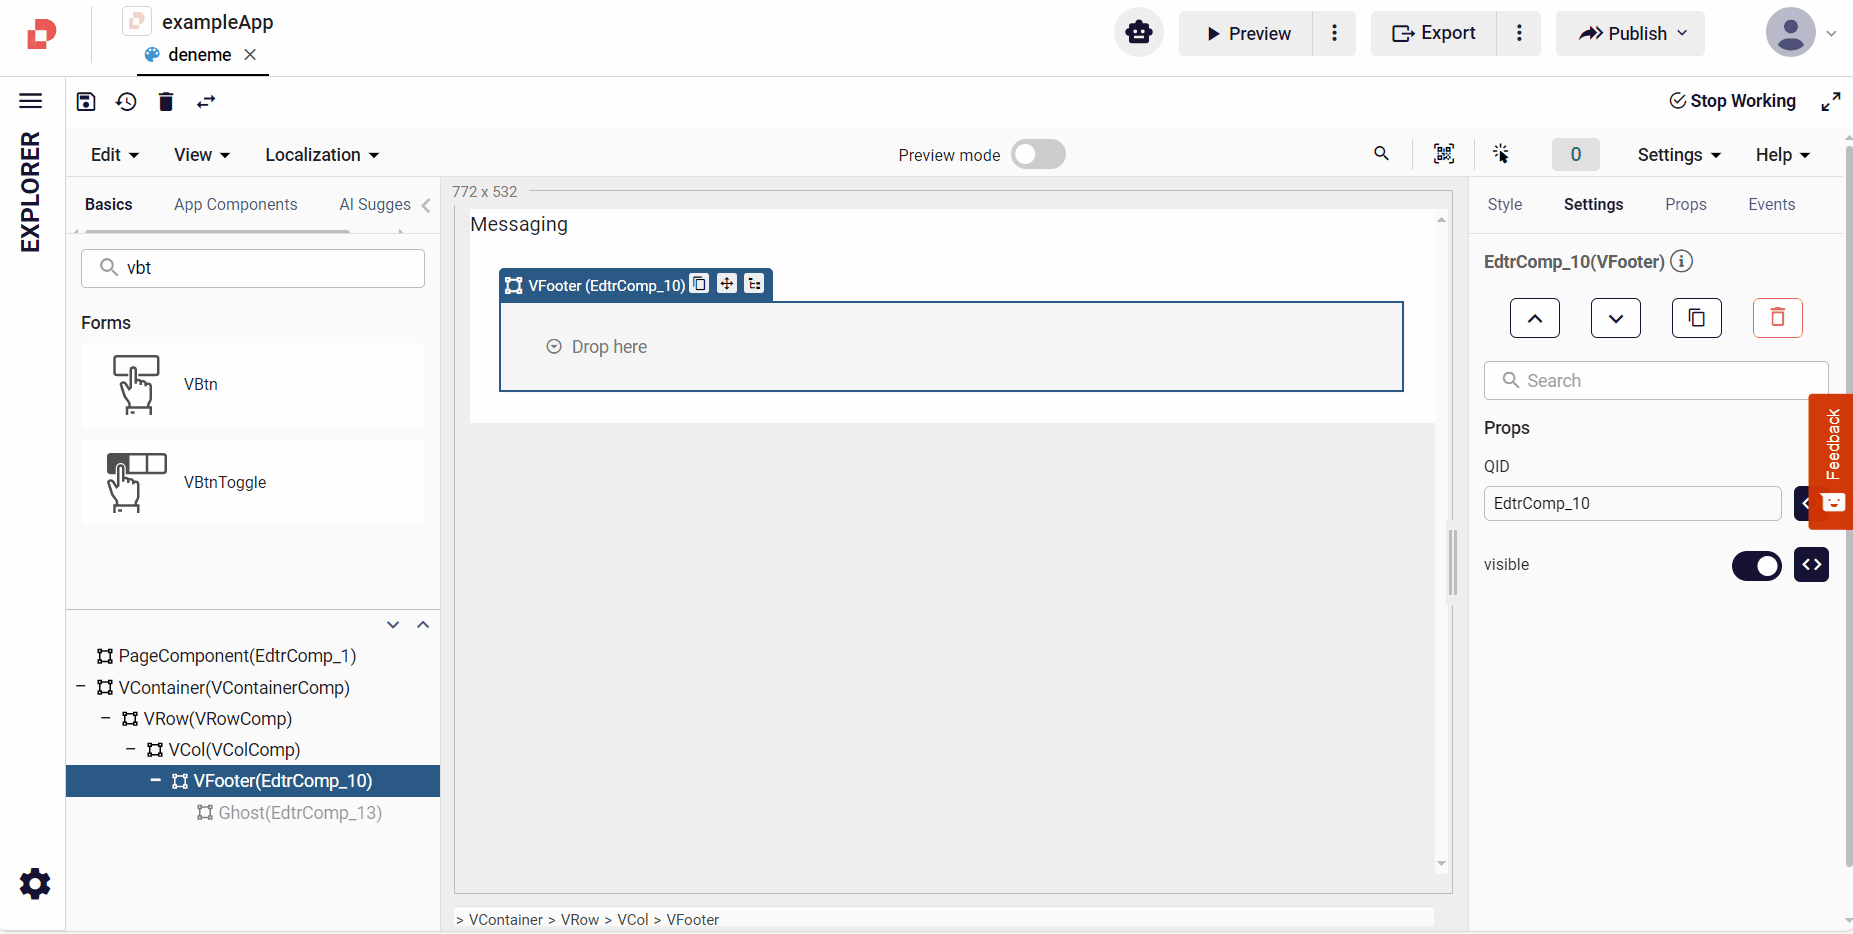 exampleApp
deneme
Preview
Export
Publish
EXPLORER
Stop Working
Edit
View
Localization
Preview mode
0
Settings
Help
Basics
App Components
AI Sugges
772 x 532
Style
Settings
Props
Events
vbt
Messaging
EdtrComp_10(VFooter)
VFooter (EdtrComp_10)
Forms
Drop here
VBtn
Search
Feedback
Props
QID
VBtnToggle
EdtrComp_10
visible
PageComponent(EdtrComp_1)
VContainer(VContainerComp)
VRow(VRowComp)
VCol(VColComp)
VFooter(EdtrComp_10)
Ghost(EdtrComp_13)
> VContainer > VRow > VCol > VFooter